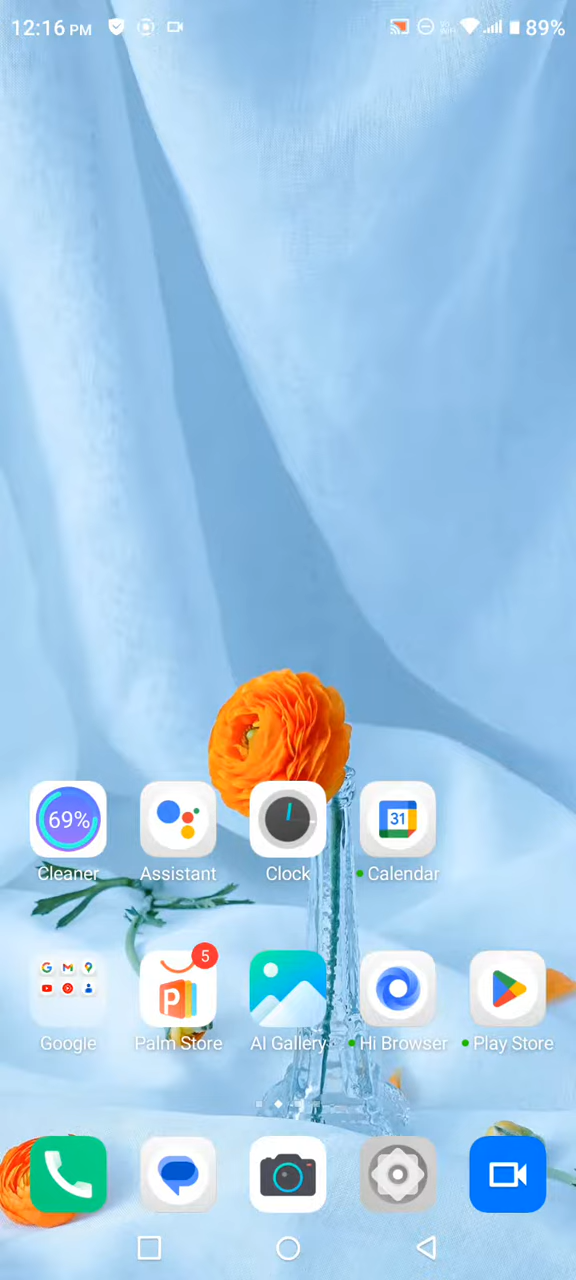 12:16 PM 89%
69%
31
Cleaner Assistant Clock Calendar
5
Google Palm Store AI Gallery Hi Browser Play Store